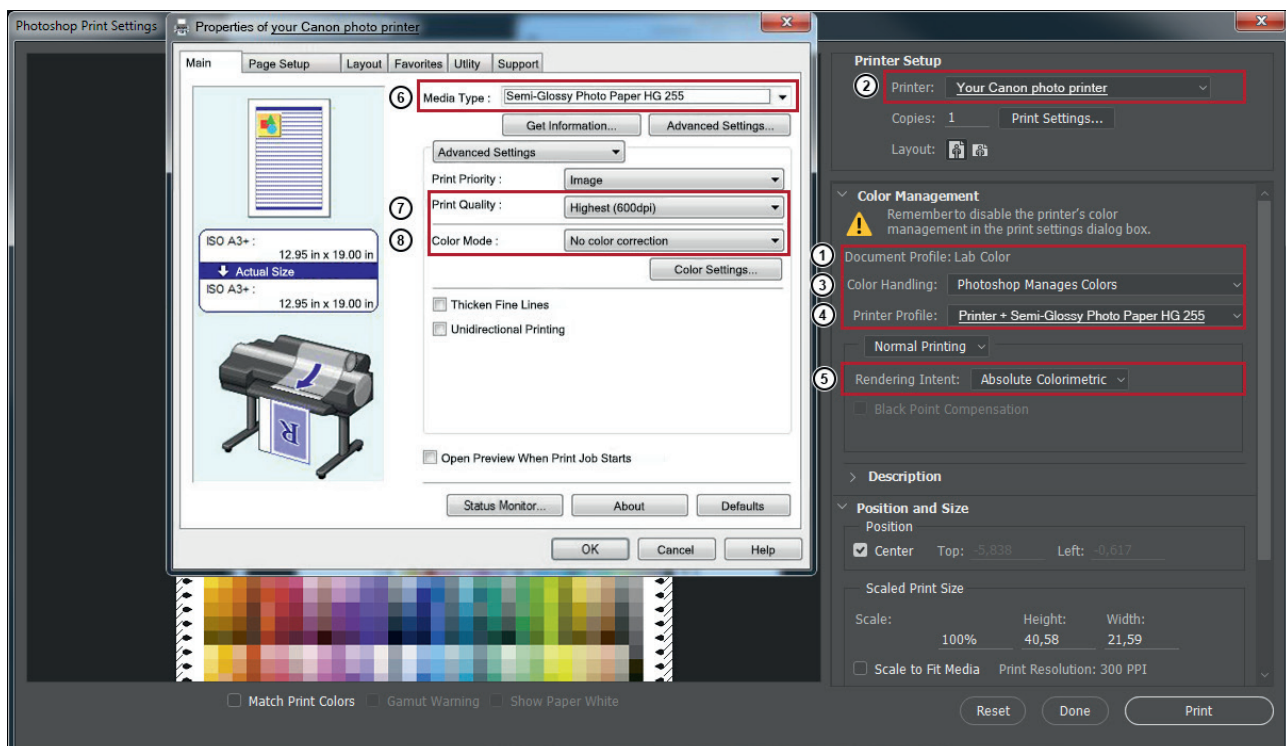 Photoshop Print Settings
Properties of your Canon photo printer
Main Page Setup Layout Favorites Utlity Support
6 Media Type : Semi-Glossy Photo Paper HG 255
Get Information... Advanced Settings...
Advanced Settings
Print Priority : Image
7 Print Quality : Highest (600dpi)
8 Color Mode : No color correction
Color Settings...
Thicken Fine Lines
Unidirectional Printing
ISO A3+ :
12.95 in x 19.00 in
Actual Size
ISO A3+ :
12.95 in x 19.00 in
R
Open Preview When Print Job Starts
Status Monitor... About Defaults
OK Cancel Help
Printer Setup
2 Printer: Your Canon photo printer
Copies: 1 Print Settings...
Layout:
Color Management
Remember to disable the printer's color
management in the print settings dialog box.
1 Document Profile: Lab Color
3 Color Handling: Photoshop Manages Colors
4 Printer Profile: Printer + Semi-Glossy Photo Paper HG 255
Normal Printing
5 Rendering Intent: Absolute Colorimetric
Black Point Compensation
Description
Position and Size
Position
Center Top: -5,838 Left: -0,617
Scaled Print Size
Scale: Height: Width:
100% 40,58 21,59
Scale to Fit Media Print Resolution: 300 PPI
Match Print Colors Gamut Warning Show Paper White
Reset Done Print